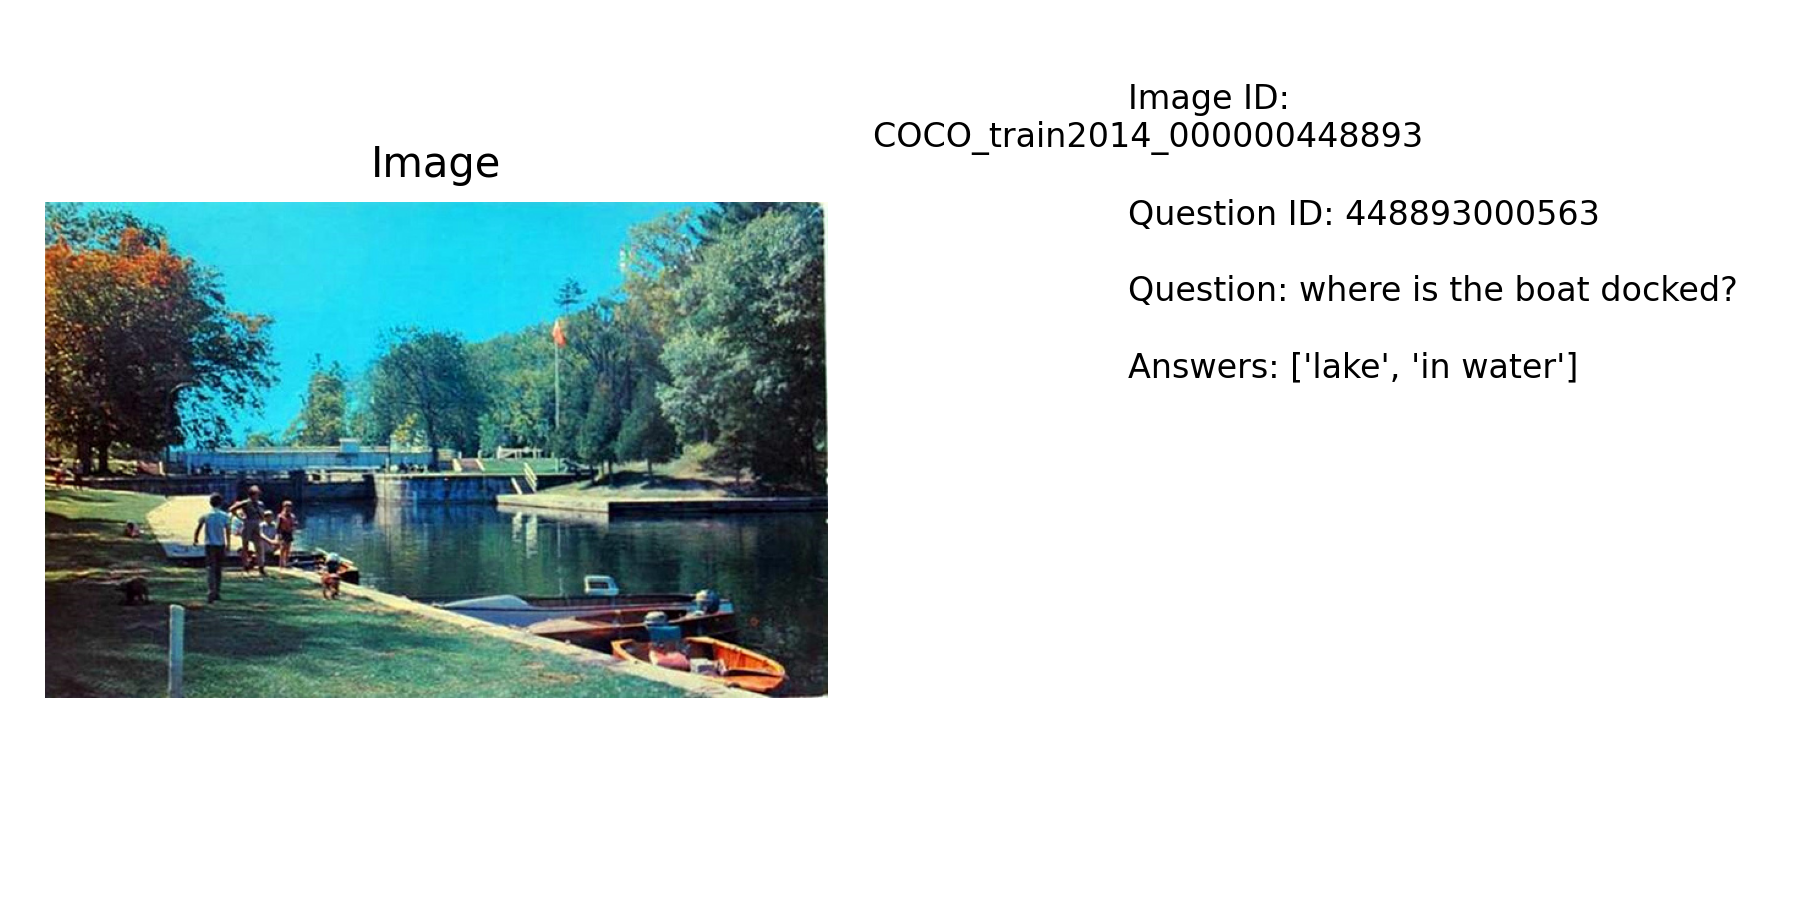 Image
Image ID:
COCO_train2014_000000448893
Question ID: 448893000563
Question: where is the boat docked?
Answers: ['lake', 'in water']